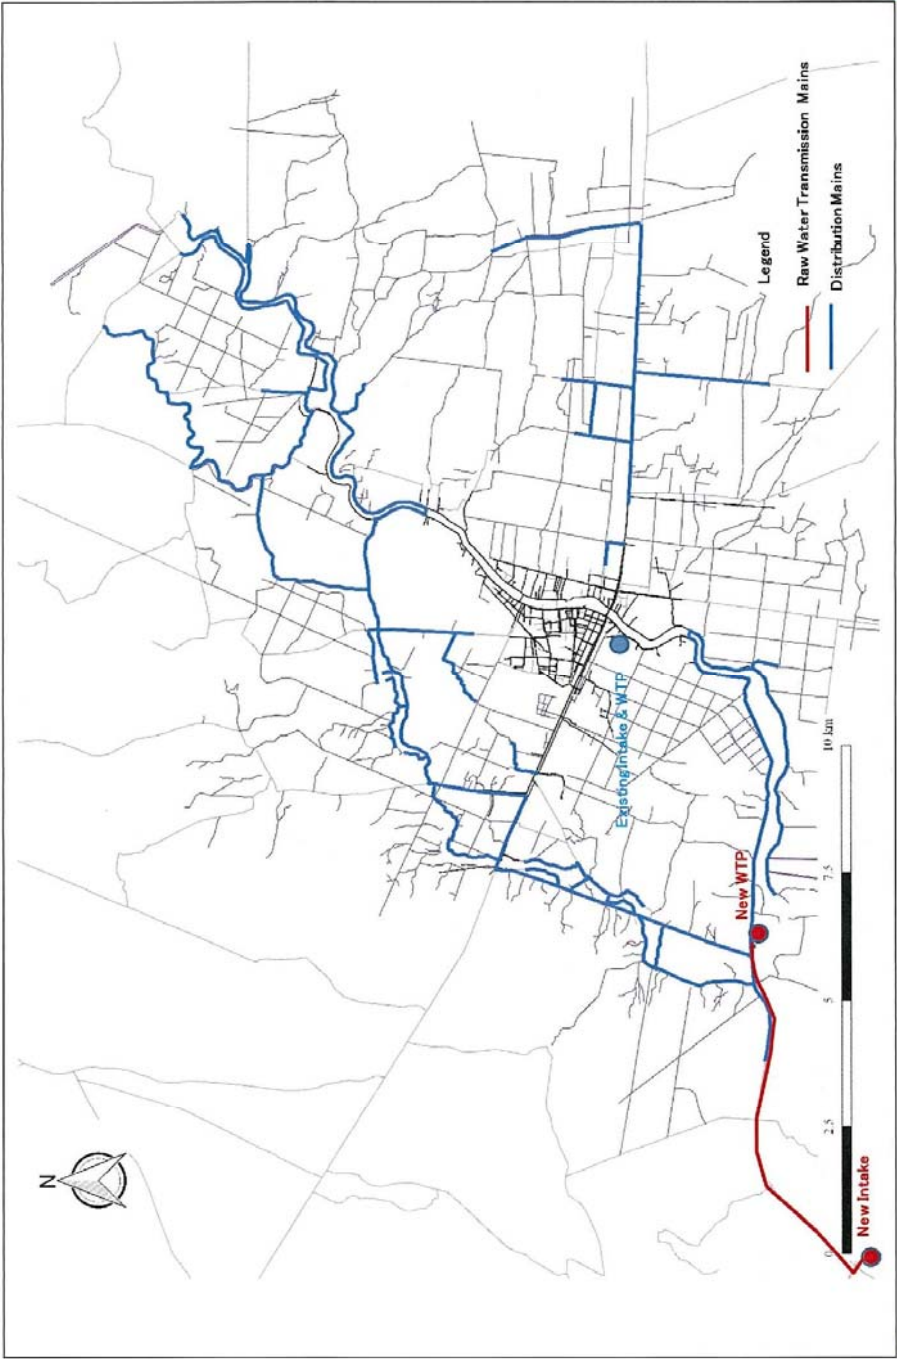 N
Legend
Raw Water Transmission Mains
Distribution Mains
Existing Intake & WTP
New WTP
New Intake
0
2.5
5
7.5
10 km